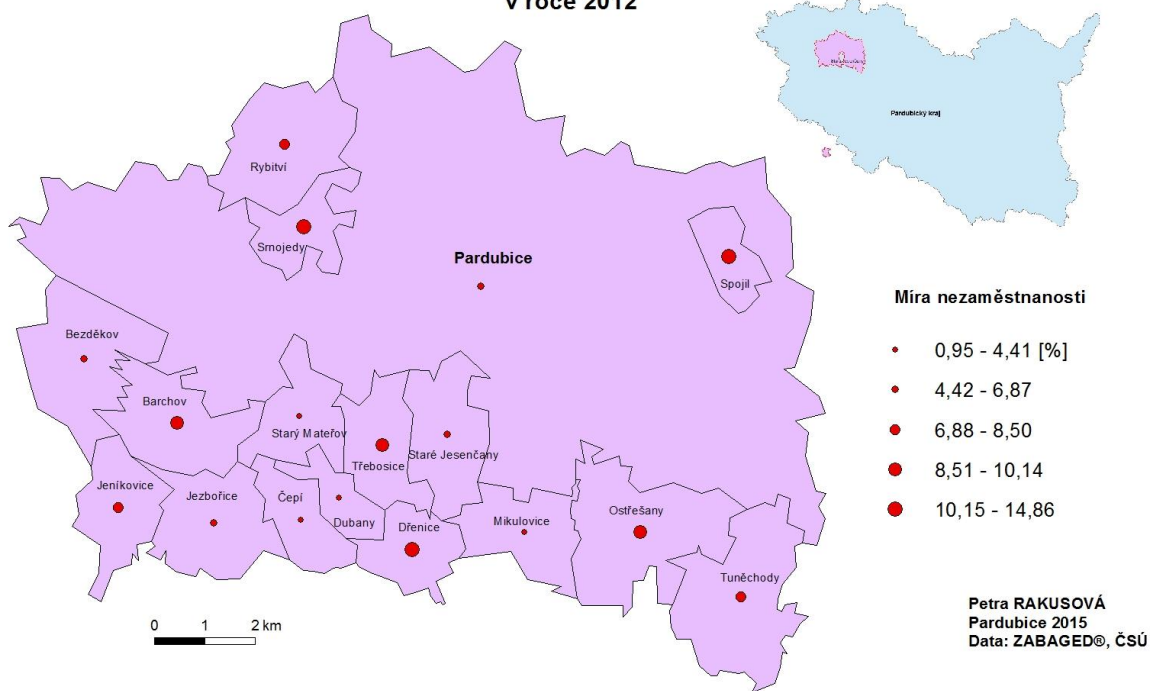 v roce 2012
Pardubický kraj
Rybitví
Srnojedy
Pardubice
Spojil
Bezděkov
Barchov
Starý Mateřov
Třebosice
Staré Jesenčany
Jeníkovice
Jezbořice
Čepí
Dubany
Dřenice
Mikulovice
Ostřešany
Tuněchody
Míra nezaměstnanosti
0,95 - 4,41 [%]
4,42 - 6,87
6,88 - 8,50
8,51 - 10,14
10,15 - 14,86
0 1 2 km
Petra RAKUSOVÁ
Pardubice 2015
Data: ZABAGED®, ČSÚ